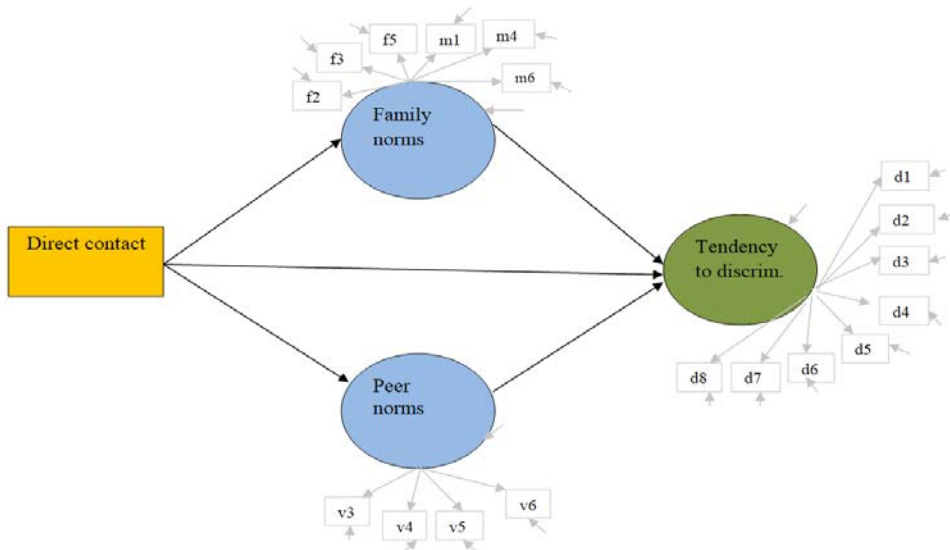 f5
m1
m4
f3
m6
f2
Family
norms
d1
d2
Direct contact
Tendency
to discrim.
d3
d4
d5
d6
d8
d7
Peer
norms
v3
v4
v5
v6